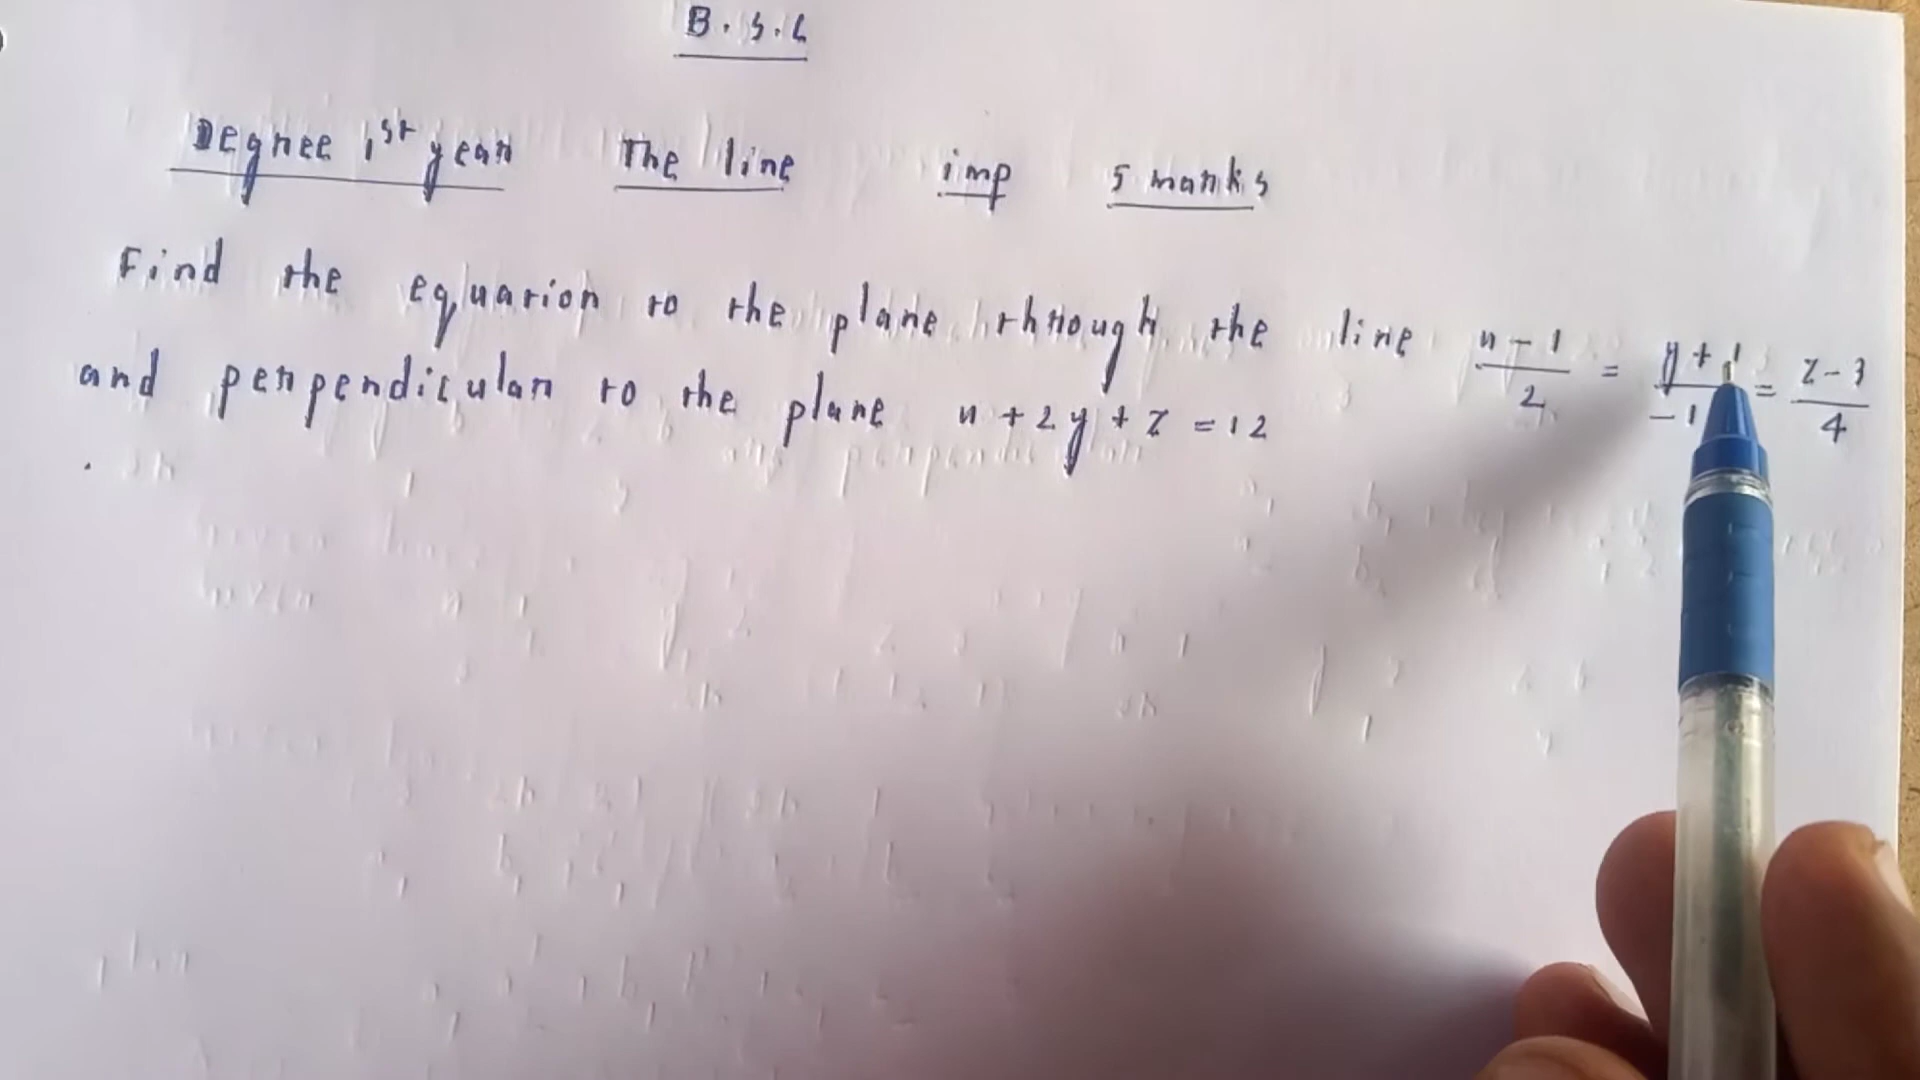 B.S.C
Degree 1st year The line imp 5 marks
Find the equation to the plane through the line x-1/2 = y+1/-1 = z-3/4
and perpendicular to the plane x+2y+z=12